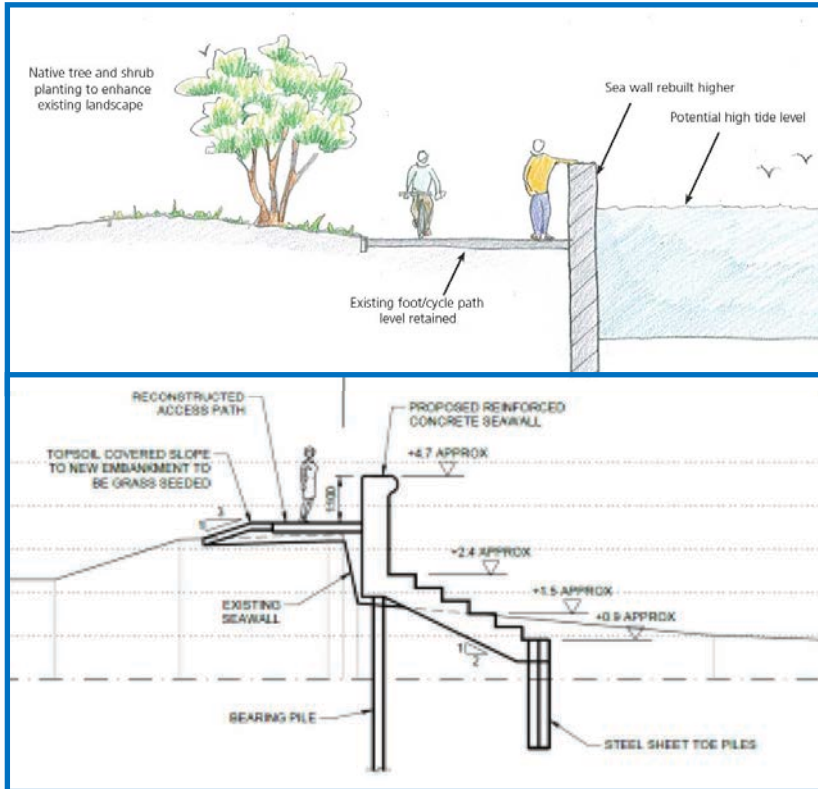 Native tree and shrub
planting to enhance
existing landscape
Sea wall rebuilt higher
Potential high tide level
Existing foot/cycle path
level retained
RECONSTRUCTED
ACCESS PATH
PROPOSED REINFORCED
CONCRETE SEAWALL
TOPSOIL COVERED SLOPE
TO NEW EMBANKMENT TO
BE GRASS SEEDED
+4.7 APPROX
1100
3
1
+2.4 APPROX
+1.5 APPROX
+0.9 APPROX
EXISTING
SEAWALL
1
2
BEARING PILE
STEEL SHEET TOE PILES